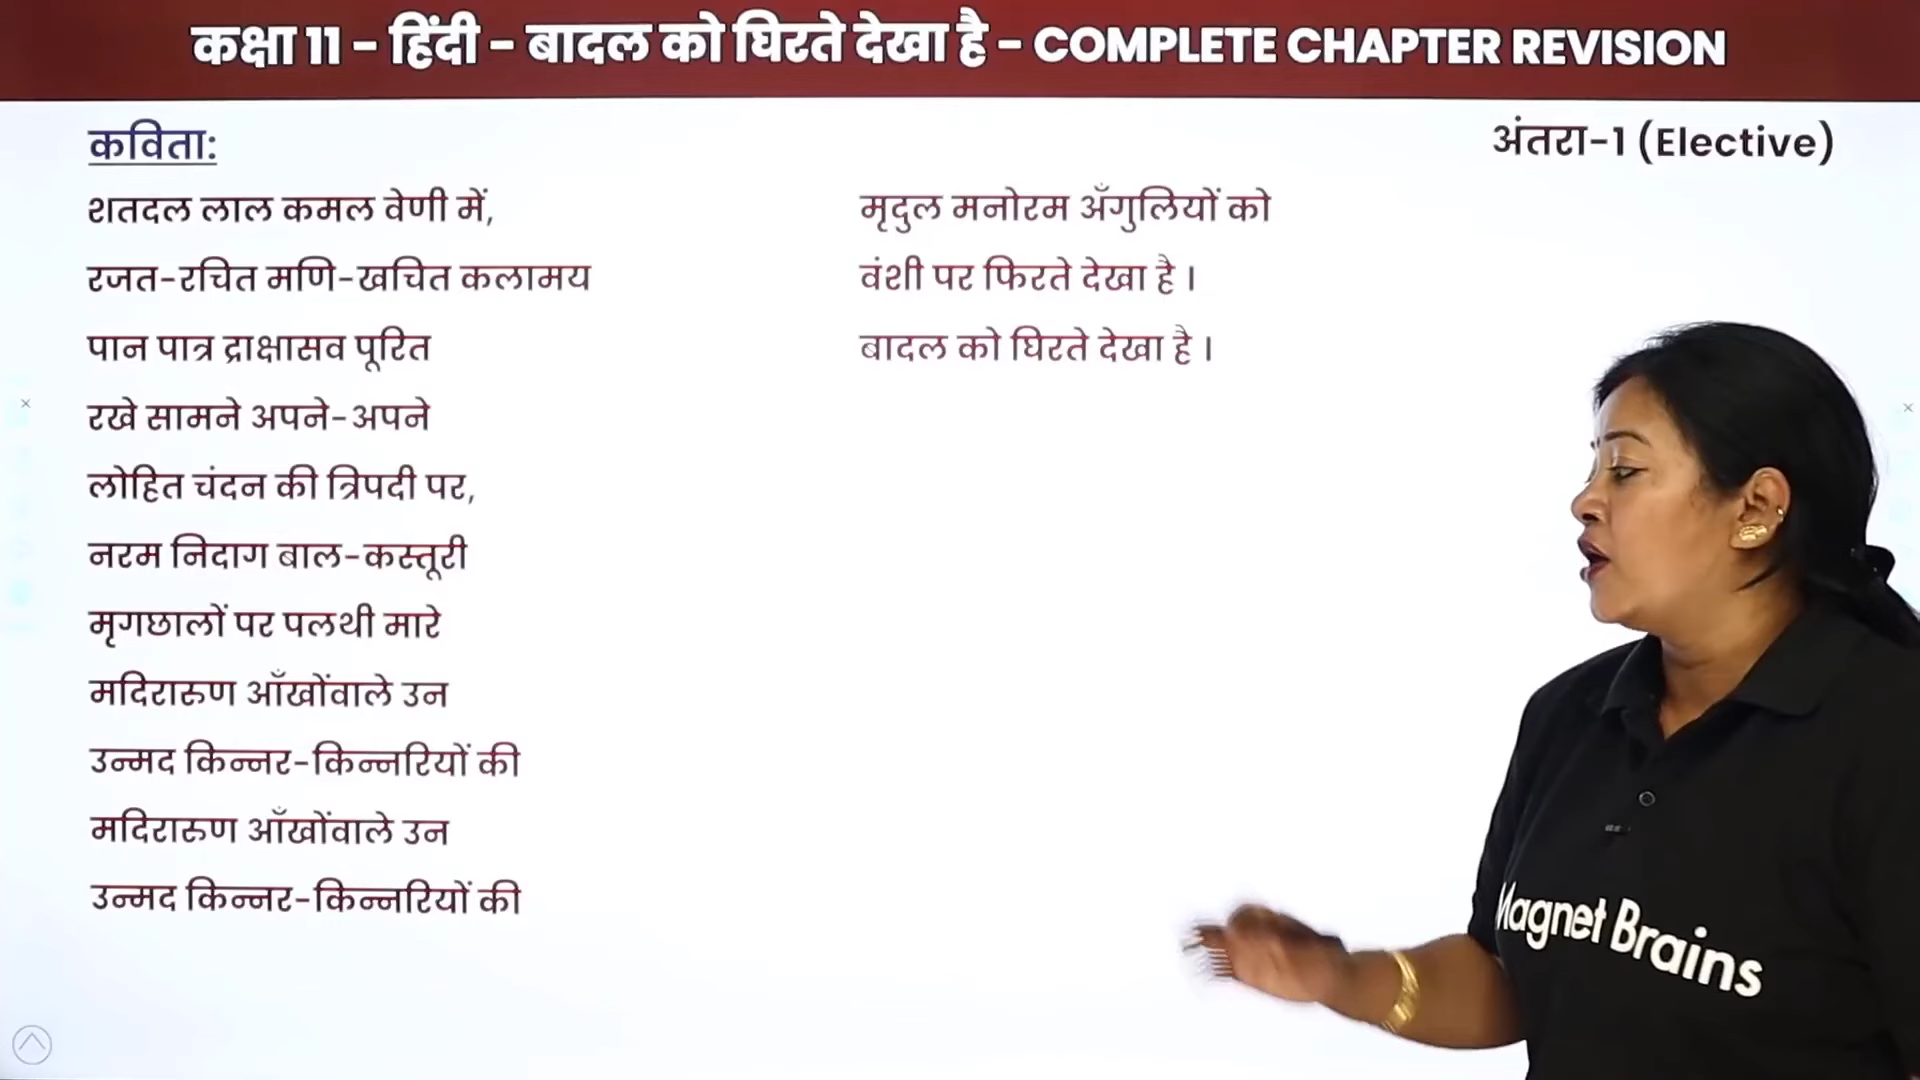 कक्षा 11 – हिंदी – बादल को घिरते देखा है – COMPLETE CHAPTER REVISION
कविता:
अंतरा-1 (Elective)
शतदल लाल कमल वेणी में,
रजत-रचित मणि-खचित कलामय
पान पात्र द्राक्षासव पूरित
रखे सामने अपने-अपने
लोहित चंदन की त्रिपदी पर,
नरम निदाग बाल-कस्तूरी
मृगछालों पर पलथी मारे
मदिरारुण आँखोंवाले उन
उन्मद किन्नर-किन्नरियों की
मदिरारुण आँखोंवाले उन
उन्मद किन्नर-किन्नरियों की
मृदुल मनोरम अँगुलियों को
वंशी पर फिरते देखा है ।
बादल को घिरते देखा है ।
Magnet Brains